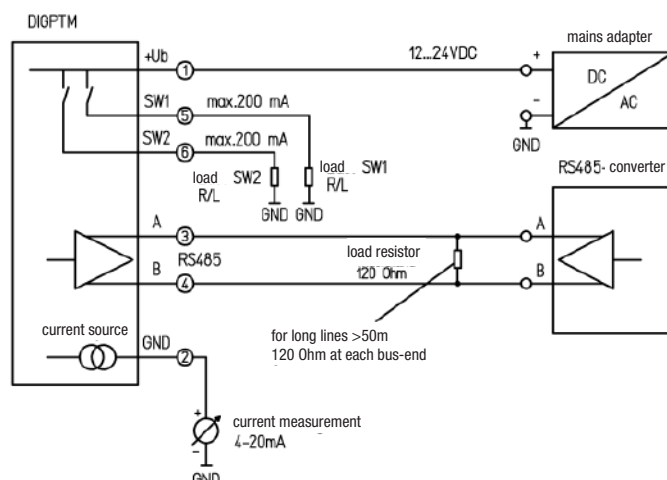 DIGPTM
+Ub
1
12...24VDC
+
mains adapter
DC
AC
-
GND
SW1
5
max.200 mA
SW2
6
max.200 mA
load
R/L
SW2
load
R/L
SW1
GND
GND
RS485- converter
A
3
A
RS485
load resistor
120 Ohm
B
4
B
for long lines >50m
120 Ohm at each bus-end
current source
GND
2
+
current measurement
4-20mA
-
GND